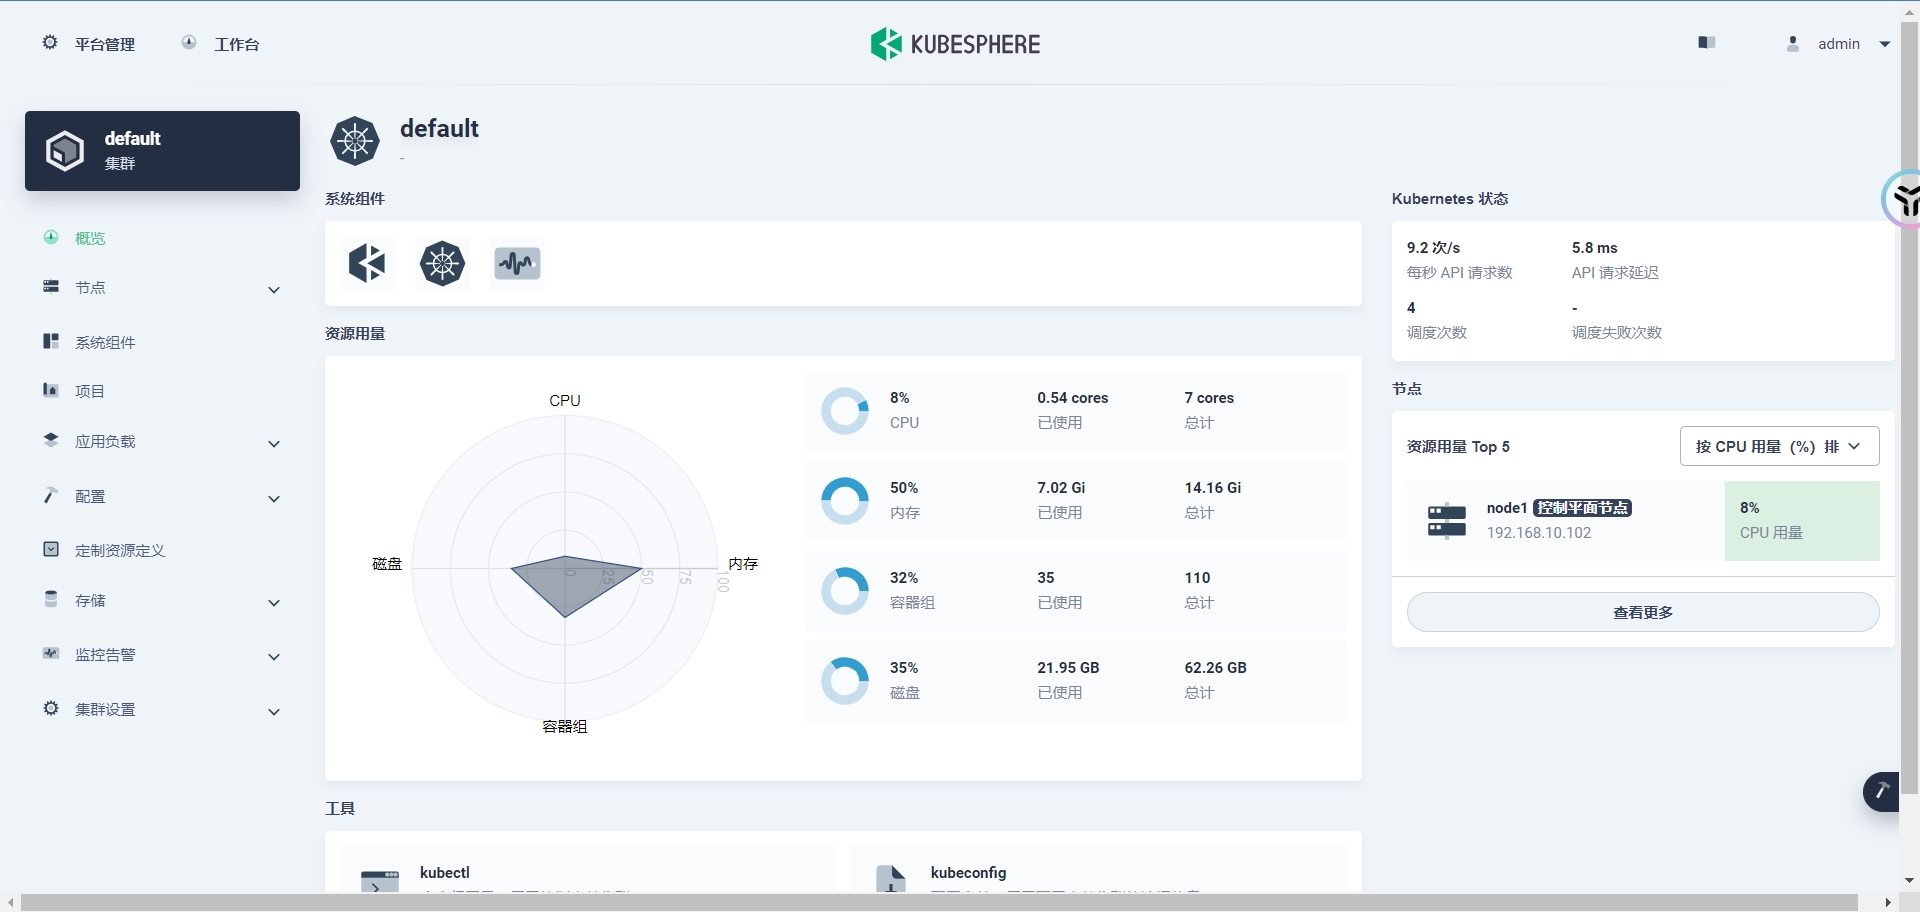 平台管理
工作台
KUBESPHERE
admin
default
集群
概览
节点
系统组件
项目
应用负载
配置
定制资源定义
存储
监控告警
集群设置
default
-
系统组件
资源用量
CPU
内存
容器组
磁盘
0
25
50
75
100
8%
CPU
0.54 cores
已使用
7 cores
总计
50%
内存
7.02 Gi
已使用
14.16 Gi
总计
32%
容器组
35
已使用
110
总计
35%
磁盘
21.95 GB
已使用
62.26 GB
总计
工具
kubectl
kubeconfig
Kubernetes 状态
9.2 次/s
每秒 API 请求数
5.8 ms
API 请求延迟
4
调度次数
-
调度失败次数
节点
资源用量 Top 5
按 CPU 用量（%）排
node1 控制平面节点
192.168.10.102
8%
CPU 用量
查看更多